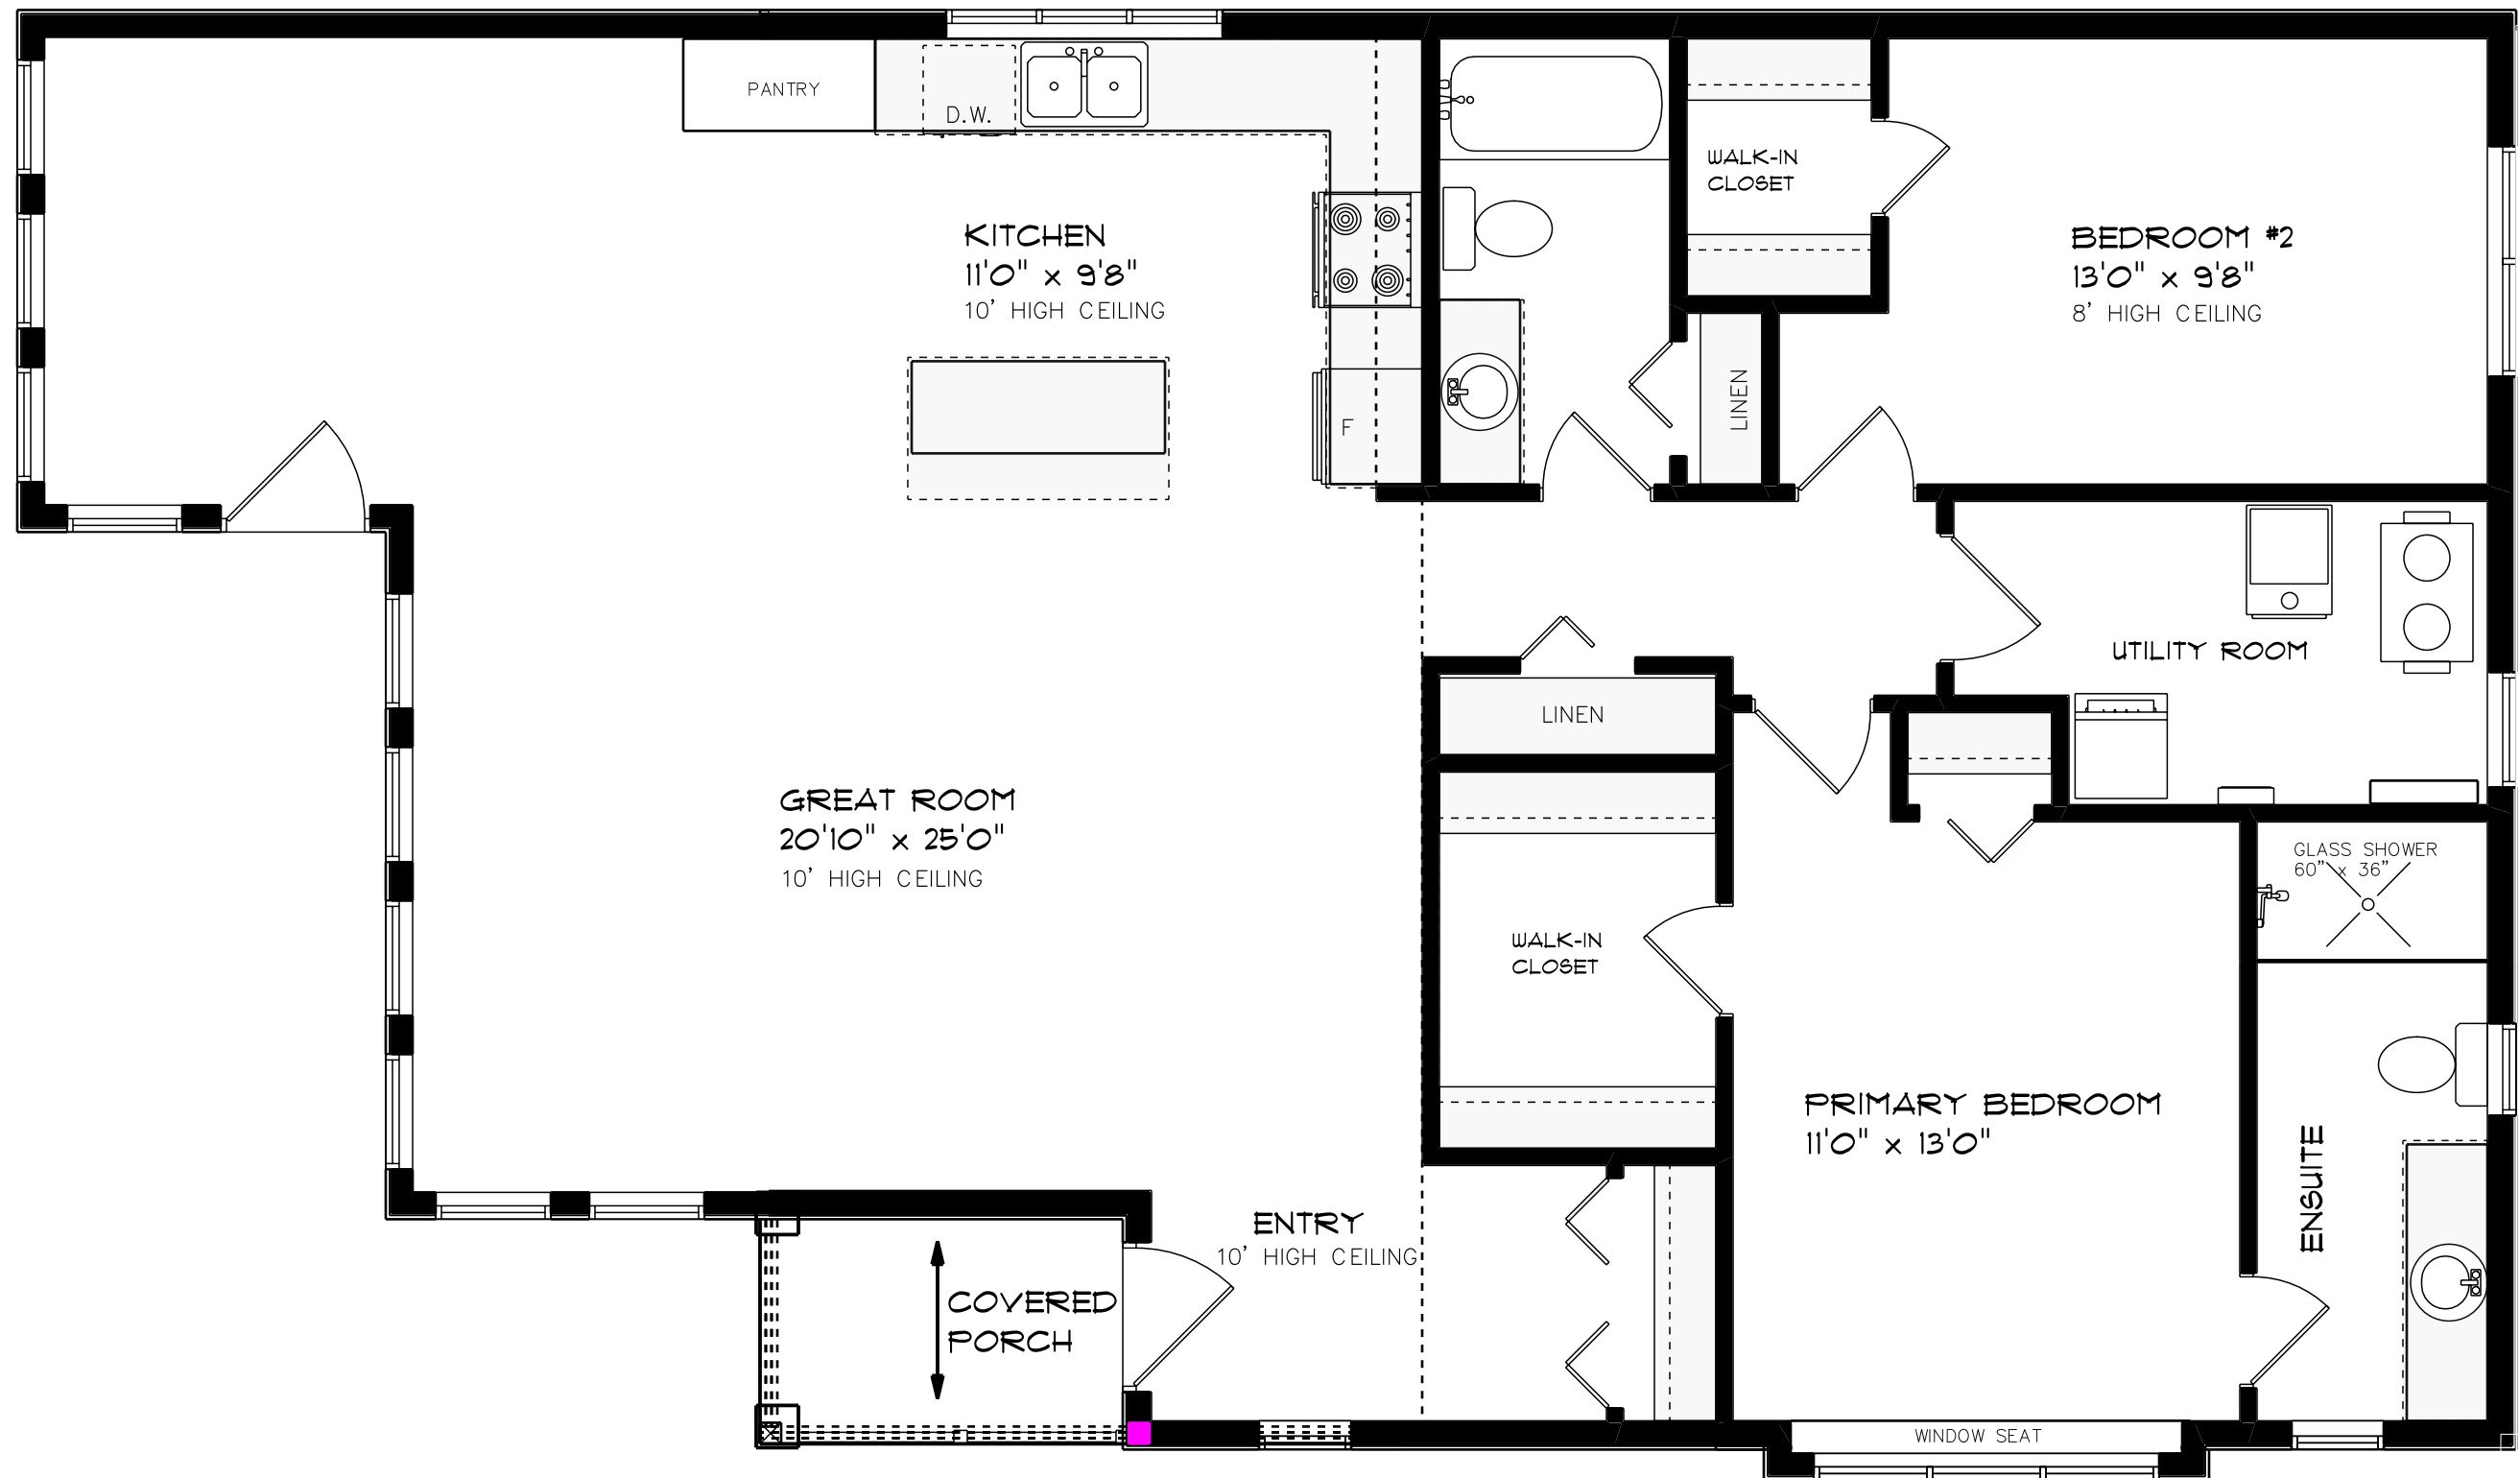 PANTRY
D.W.
WALK-IN
CLOSET
KITCHEN
11'0" x 9'8"
10' HIGH CEILING
BEDROOM #2
13'0" x 9'8"
8' HIGH CEILING
LINEN
F
UTILITY ROOM
LINEN
GREAT ROOM
20'10" x 25'0"
10' HIGH CEILING
GLASS SHOWER
60" x 36"
WALK-IN
CLOSET
PRIMARY BEDROOM
11'0" x 13'0"
ENSUITE
ENTRY
10' HIGH CEILING
COVERED
PORCH
WINDOW SEAT